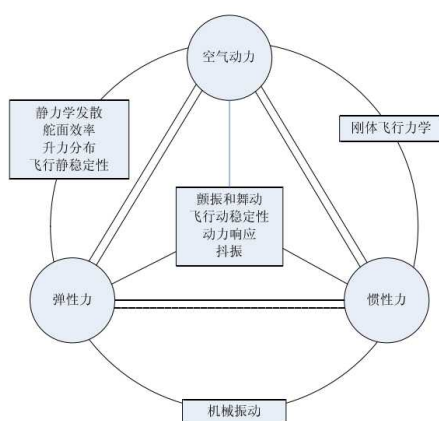 空气动力
静力学发散
舵面效率
升力分布
飞行静稳定性
刚体飞行力学
颤振和舞动
飞行动稳定性
动力响应
抖振
弹性力
惯性力
机械振动